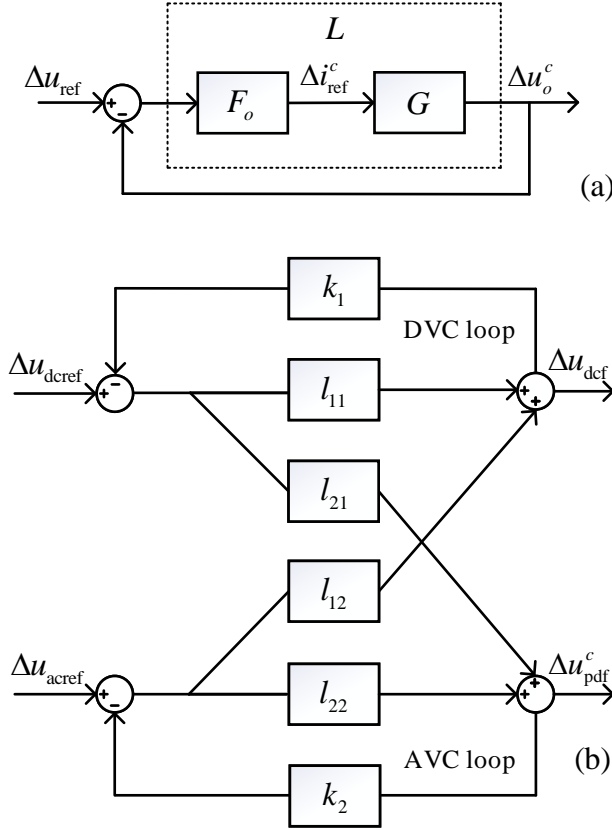 L
Δu_ref
+
−
F_o
Δi^c_ref
G
Δu^c_o
(a)
k_1
DVC loop
Δu_dcref
+
−
l_11
+
+
Δu_dcf
l_21
l_12
Δu_acref
+
−
l_22
+
+
Δu^c_pdf
AVC loop
k_2
(b)